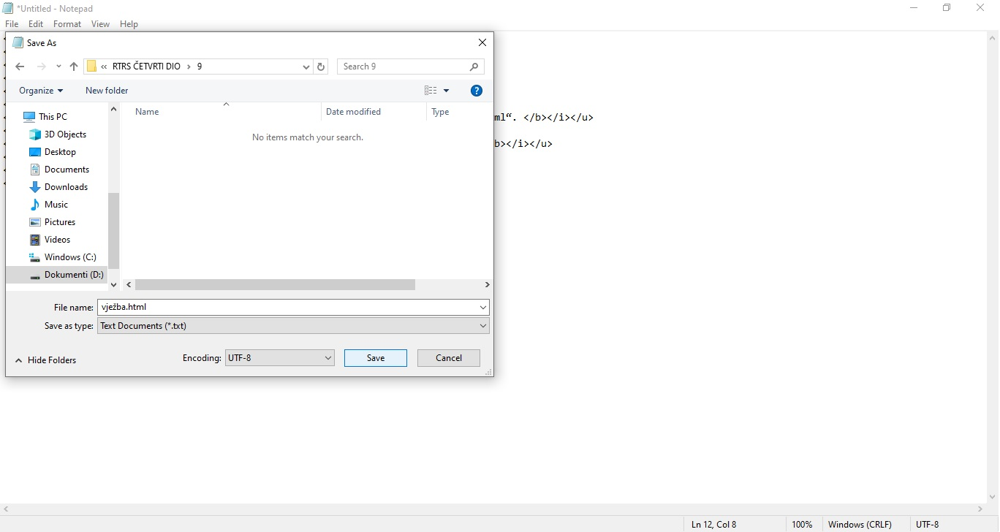 *Untitled - Notepad
File Edit Format View Help
Save As
« RTRS ČETVRTI DIO > 9
Search 9
Organize
New folder
?
Name
Date modified
Type
No items match your search.
This PC
3D Objects
Desktop
Documents
Downloads
Music
Pictures
Videos
Windows (C:)
Dokumenti (D:)
ml“. </b></i></u>
b></i></u>
File name: vježba.html
Save as type: Text Documents (*.txt)
Hide Folders
Encoding: UTF-8
Save
Cancel
Ln 12, Col 8
100%
Windows (CRLF)
UTF-8